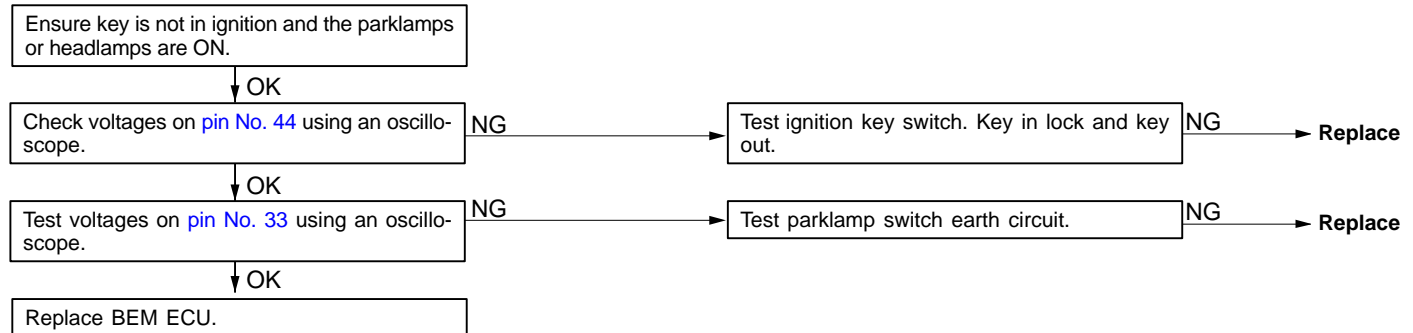 Ensure key is not in ignition and the parklamps
or headlamps are ON.
OK
Check voltages on pin No. 44 using an oscillo-
scope.
NG
Test ignition key switch. Key in lock and key
out.
NG
Replace
OK
Test voltages on pin No. 33 using an oscillo-
scope.
NG
Test parklamp switch earth circuit.
NG
Replace
OK
Replace BEM ECU.